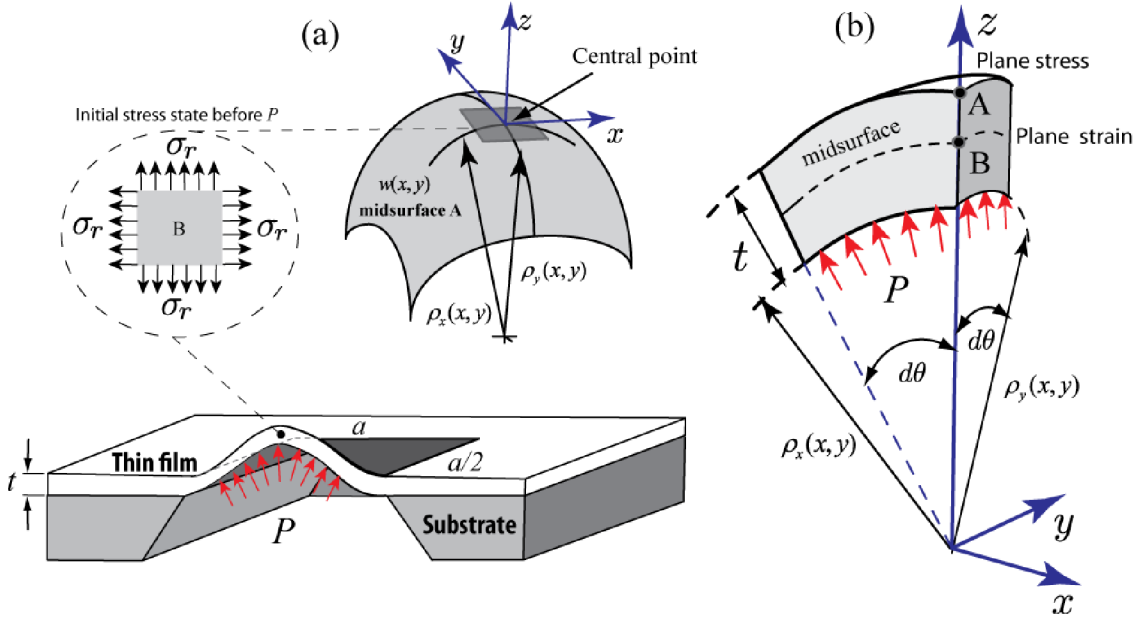 (a)
z
y
Central point
x
Initial stress state before P
σr
σr
B
σr
σr
w(x, y)
midsurface A
ρy(x, y)
ρx(x, y)
a
Thin film
a/2
t
P
Substrate
(b)
z
Plane stress
A
midsurface
Plane strain
B
t
P
dθ
dθ
ρy(x, y)
ρx(x, y)
y
x